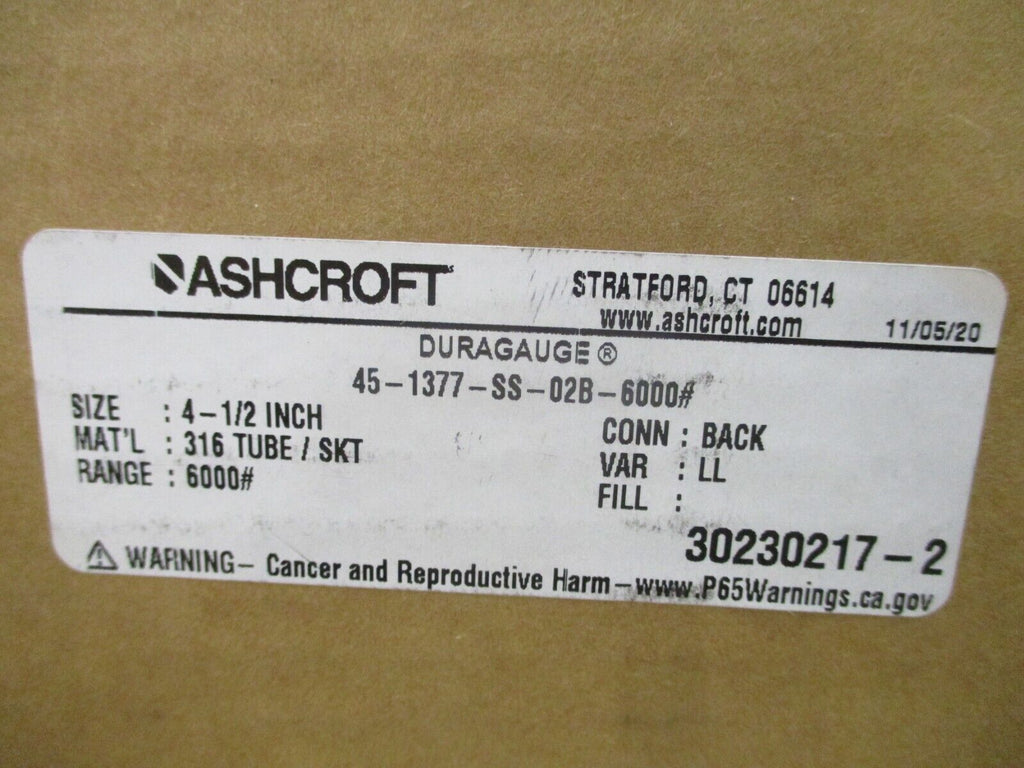 ASHCROFT
STRATFORD, CT 06614
www.ashcroft.com
11/05/20
DURAGAUGE ®
45-1377-SS-02B-6000#
SIZE : 4-1/2 INCH
MAT'L : 316 TUBE / SKT
RANGE : 6000#
CONN : BACK
VAR : LL
FILL :
30230217-2
⚠ WARNING- Cancer and Reproductive Harm-www.P65Warnings.ca.gov